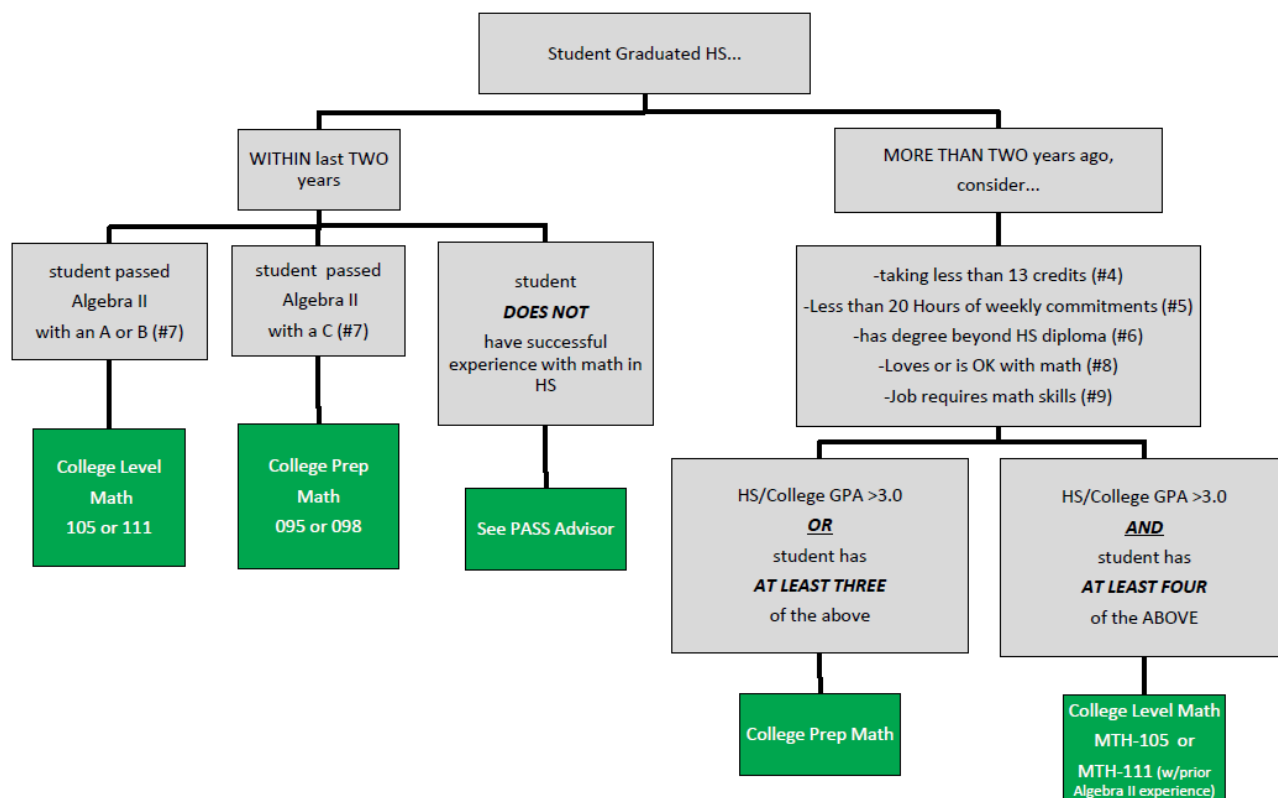 Student Graduated HS...
WITHIN last TWO
years
MORE THAN TWO years ago,
consider...
student passed
Algebra II
with an A or B (#7)
student  passed
Algebra II
with a C (#7)
student
DOES NOT
have successful
experience with math in
HS
-taking less than 13 credits (#4)
-Less than 20 Hours of weekly commitments (#5)
-has degree beyond HS diploma (#6)
-Loves or is OK with math (#8)
-Job requires math skills (#9)
College Level
Math
105 or 111
College Prep
Math
095 or 098
See PASS Advisor
HS/College GPA >3.0
OR
student has
AT LEAST THREE
of the above
HS/College GPA >3.0
AND
student has
AT LEAST FOUR
of the ABOVE
College Prep Math
College Level Math
MTH-105  or
MTH-111 (w/prior
Algebra II experience)